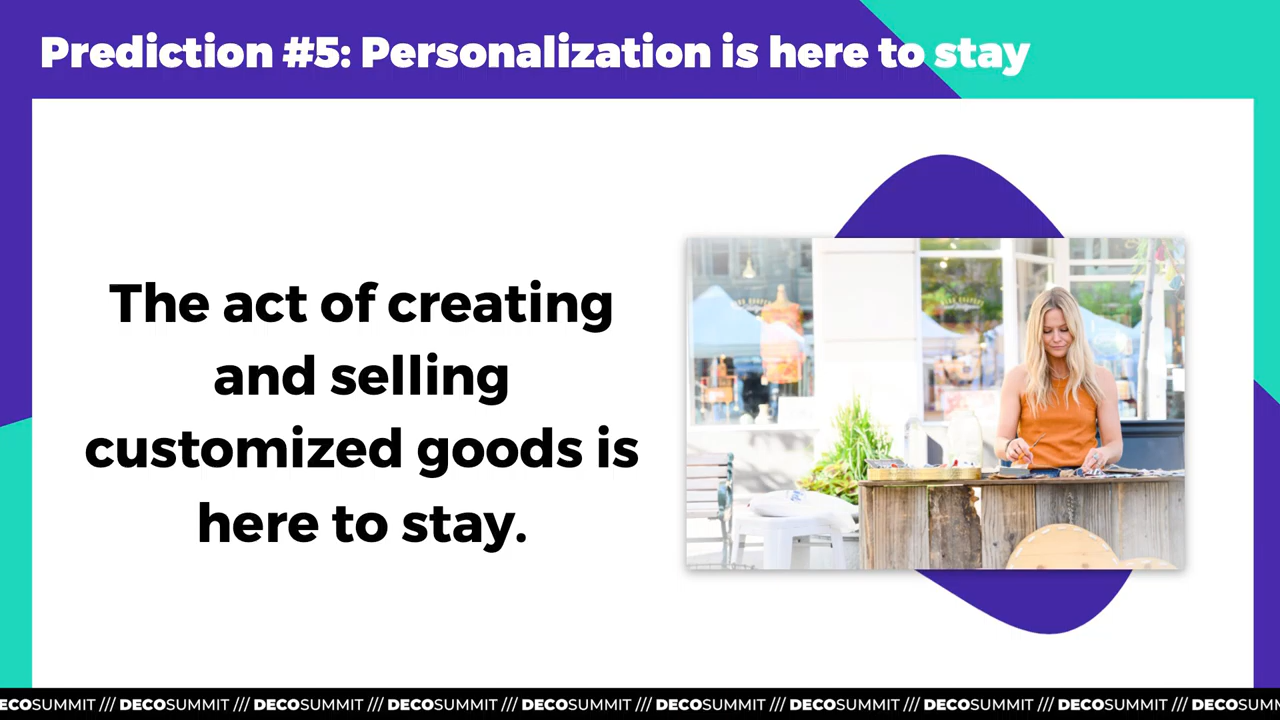 Prediction #5: Personalization is here to stay
The act of creating
and selling
customized goods is
here to stay.
ECOSUMMIT /// DECOSUMMIT /// DECOSUMMIT /// DECOSUMMIT /// DECOSUMMIT /// DECOSUMMIT /// DECOSUMMIT /// DECOSUMMIT /// DECOSUMMIT /// DECOSUM